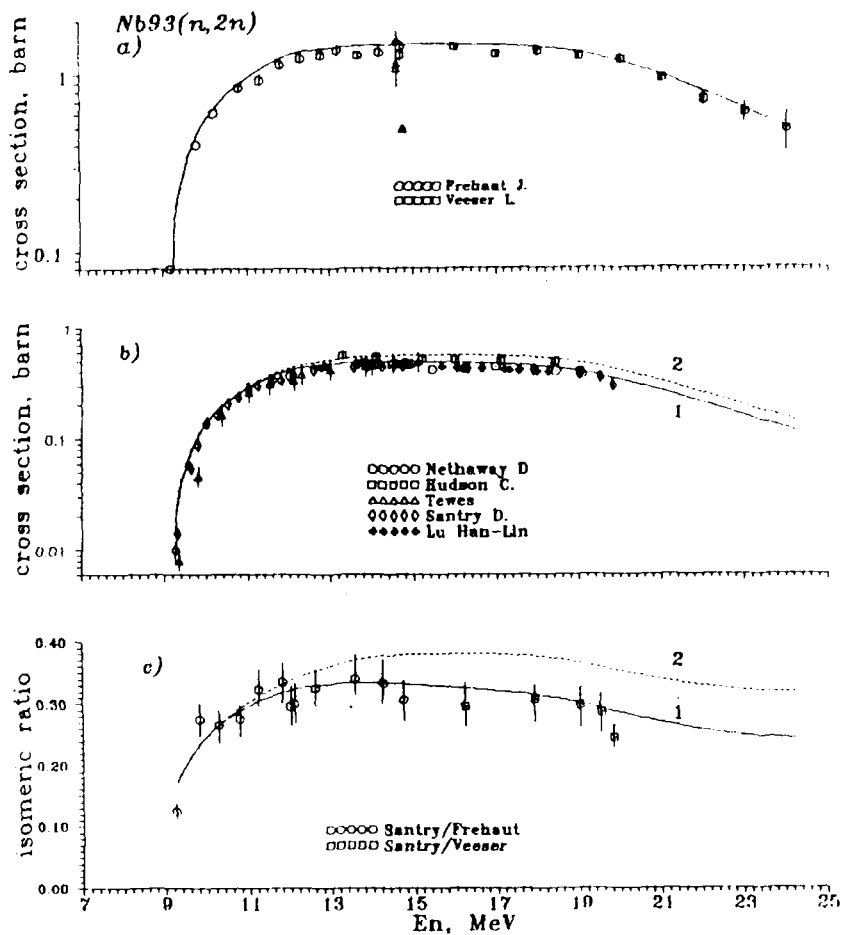 Nb93(n,2n)
a)
cross section, barn
1
0.1
Frehaut J.
Veeser L.
b)
cross section, barn
1
0.1
0.01
2
1
Nethaway D
Hudson C.
Tewes
Santry D.
Lu Han-Lin
c)
isomeric ratio
0.40
0.30
0.20
0.10
0.00
2
1
Santry/Frehaut
Santry/Veeser
7 9 11 13 15 17 19 21 23 25
En, MeV